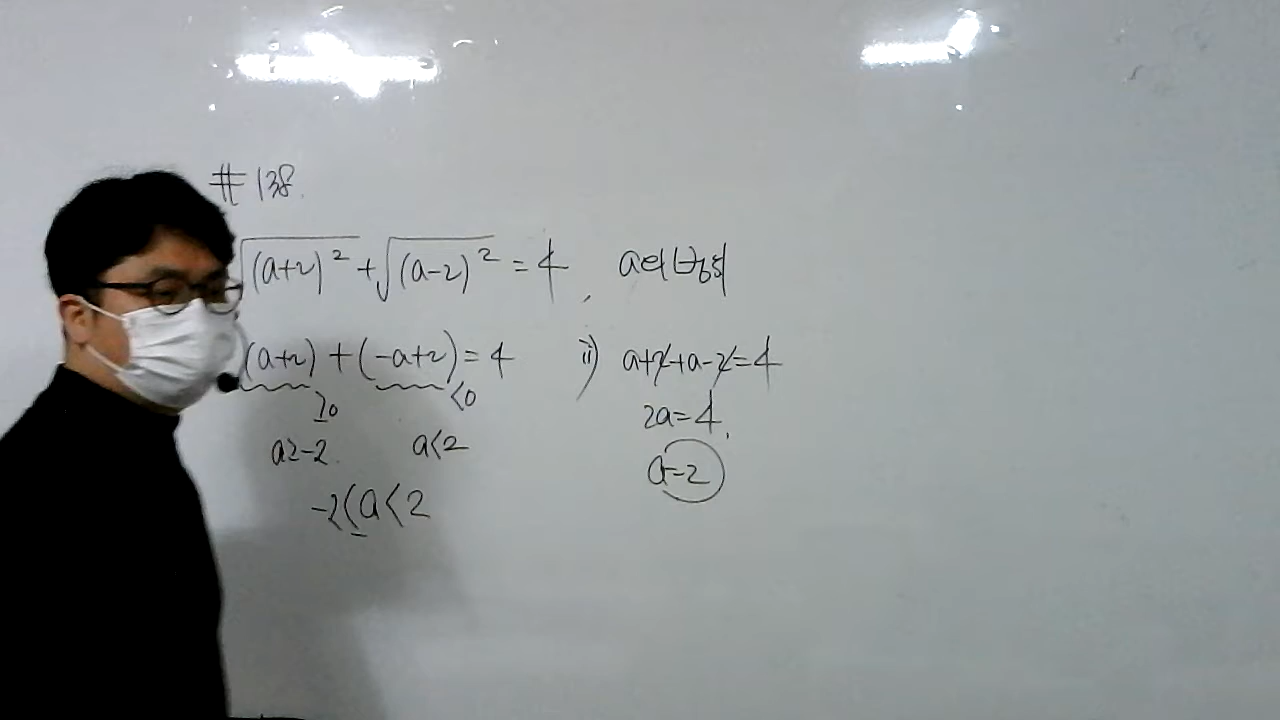 #138.
√(a+2)² + √(a-2)² = 4, a의 범위
(a+2) + (-a+2) = 4
≥0 <0
a≥-2. a<2
-2≤a<2
ii) a+2+a-2=4
2a=4.
a=2